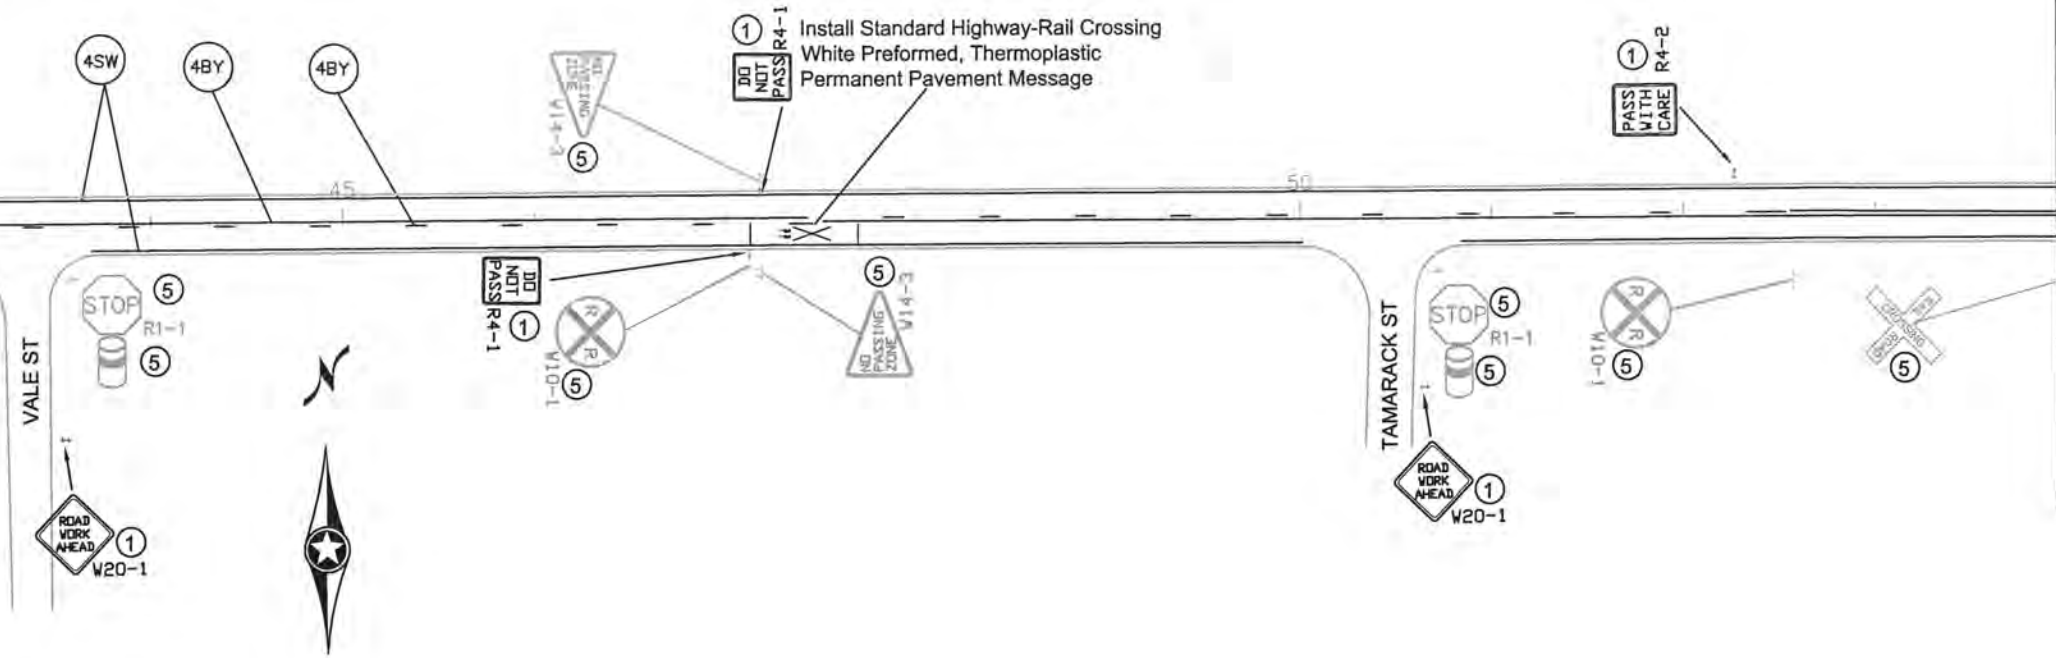 4SW
4BY
4BY
NO
PASSING
ZONE
W14-3
5
1
R4-1
DO
NOT
PASS
Install Standard Highway-Rail Crossing
White Preformed, Thermoplastic
Permanent Pavement Message
1
R4-2
PASS
WITH
CARE
45
50
STOP
5
R1-1
5
VALE ST
N
DO
NOT
PASS
R4-1
1
R R
W10-1
5
5
W14-3
NO
PASSING
ZONE
TAMARACK ST
STOP
5
R1-1
5
R R
W10-1
5
RAIL
CROSSING
ROAD
5
ROAD
WORK
AHEAD
1
W20-1
ROAD
WORK
AHEAD
1
W20-1